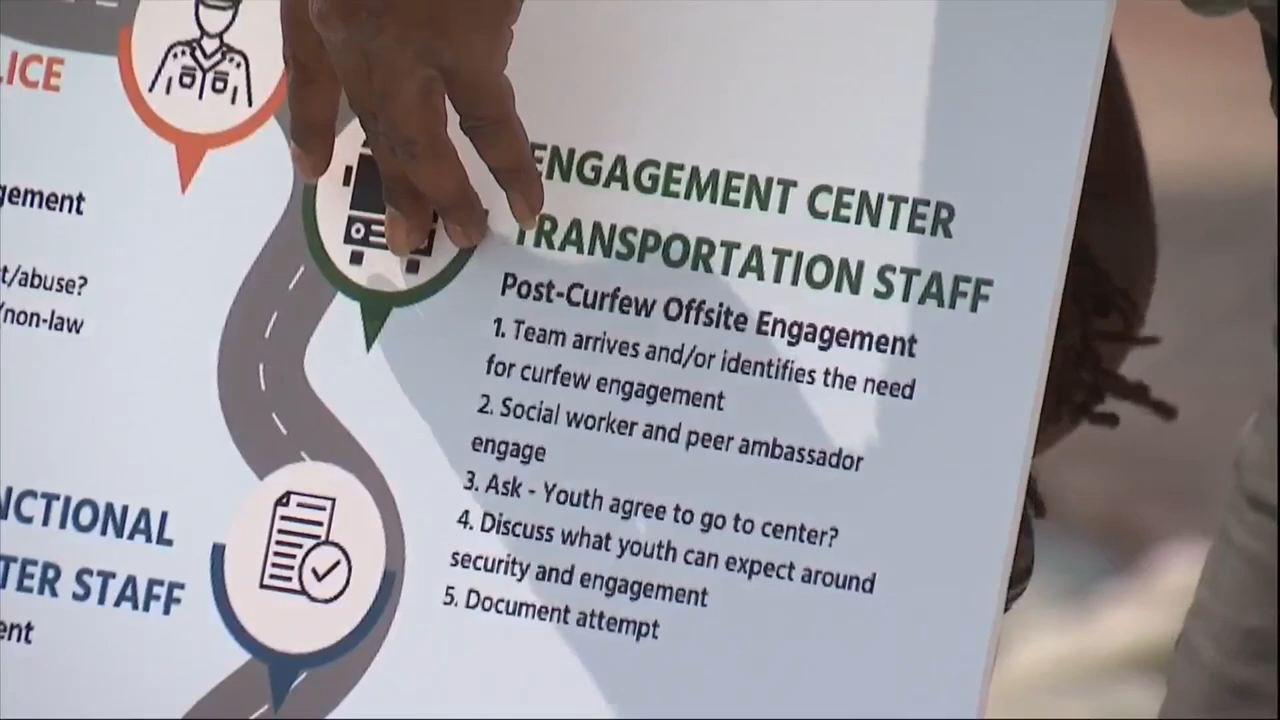 LICE
gement
t/abuse?
/non-law
NCTIONAL
TER STAFF
ent
ENGAGEMENT CENTER
TRANSPORTATION STAFF
Post-Curfew Offsite Engagement
1. Team arrives and/or identifies the need
for curfew engagement
2. Social worker and peer ambassador
engage
3. Ask - Youth agree to go to center?
4. Discuss what youth can expect around
security and engagement
5. Document attempt